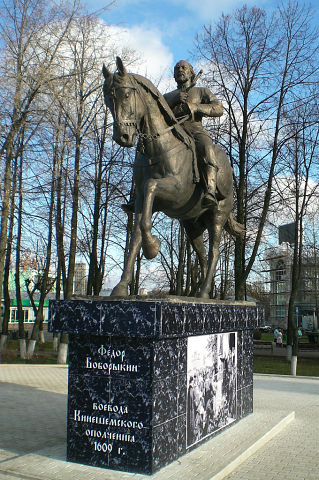 Фёдор
Боборыкин
воевода
Кинешемского
ополчения
1609 г.